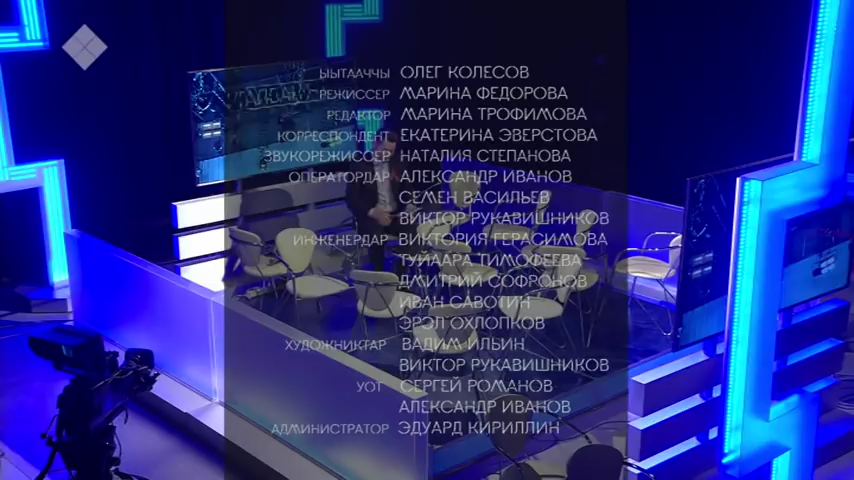 ЫЫТААЧЧЫ ОЛЕГ КОЛЕСОВ
РЕЖИССЕР МАРИНА ФЕДОРОВА
РЕДАКТОР МАРИНА ТРОФИМОВА
КОРРЕСПОНДЕНТ ЕКАТЕРИНА ЭВЕРСТОВА
ЗВУКОРЕЖИССЕР НАТАЛИЯ СТЕПАНОВА
ОПЕРАТОРДАР АЛЕКСАНДР ИВАНОВ
СЕМЕН ВАСИЛЬЕВ
ВИКТОР РУКАВИШНИКОВ
ИНЖЕНЕРДАР ВИКТОРИЯ ГЕРАСИМОВА
ТУЙААРА ТИМОФЕЕВА
ДМИТРИЙ СОФРОНОВ
ИВАН САВОТИН
ЭРЭЛ ОХЛОПКОВ
ХУДОЖНИКТАР ВАДИМ ИЛЬИН
ВИКТОР РУКАВИШНИКОВ
УОТ СЕРГЕЙ РОМАНОВ
АЛЕКСАНДР ИВАНОВ
АДМИНИСТРАТОР ЭДУАРД КИРИЛЛИН